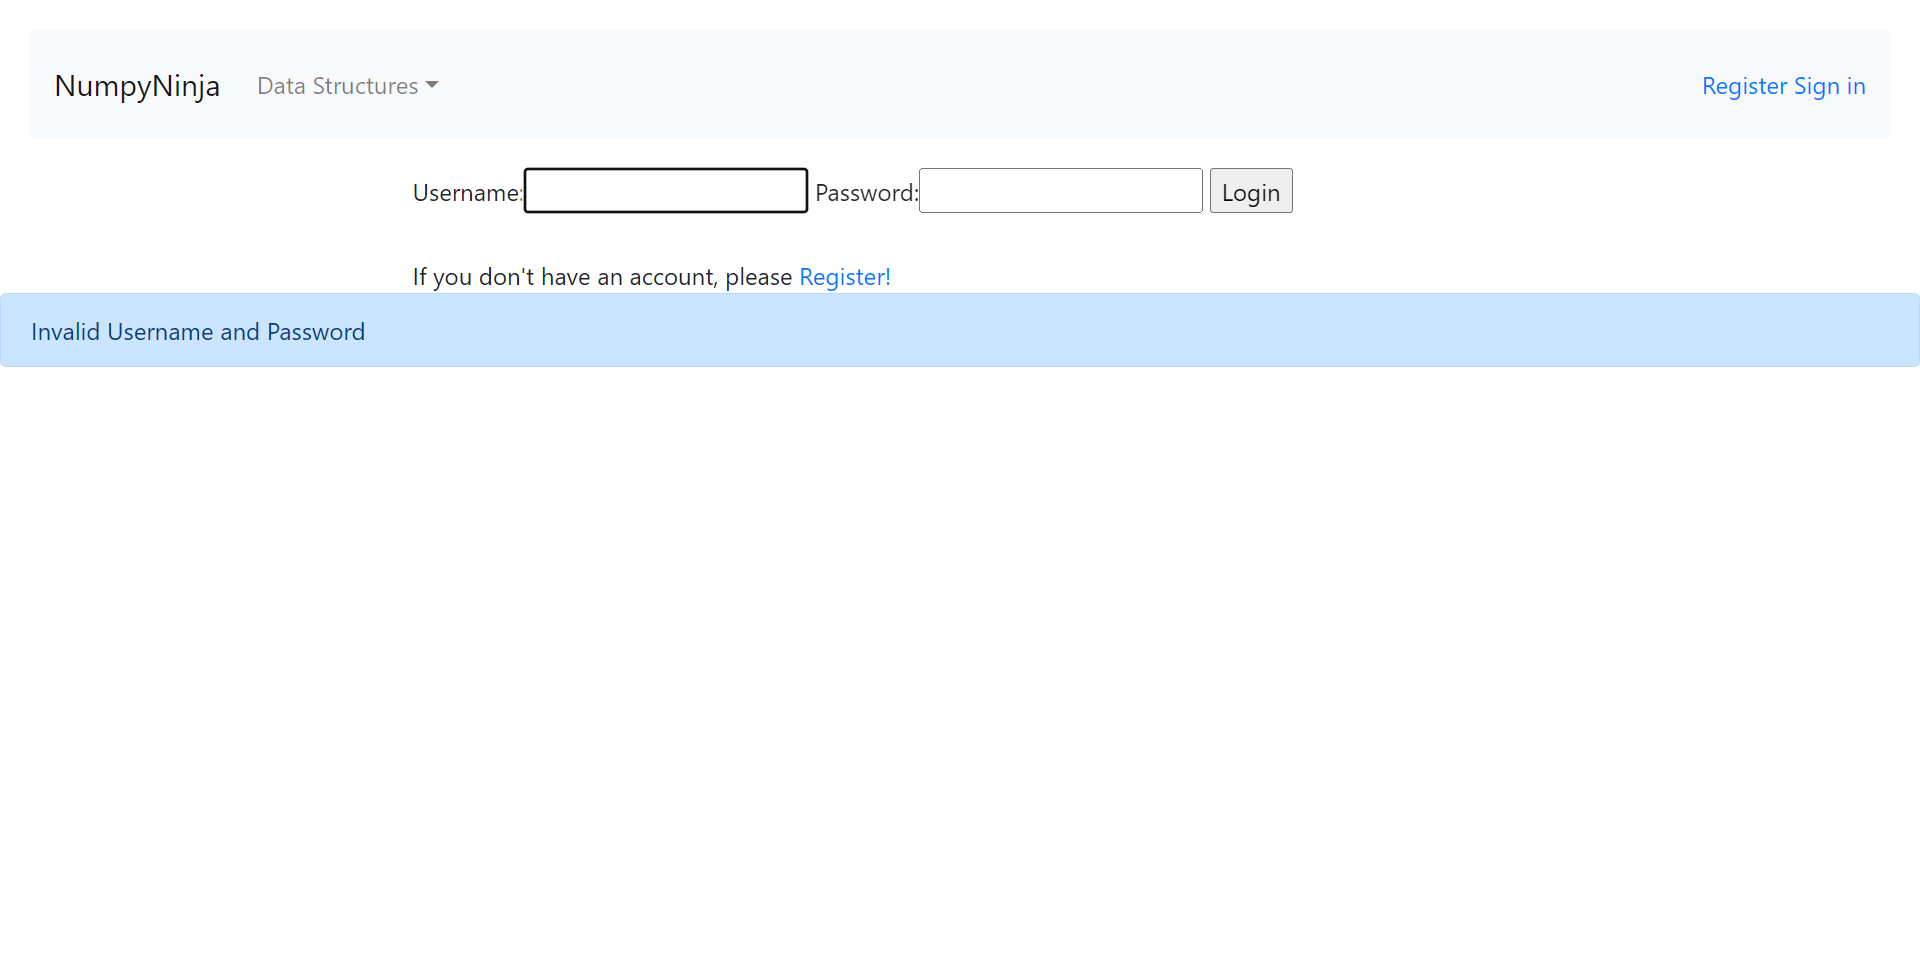 NumpyNinja Data Structures Register Sign in
Username: Password: Login
If you don't have an account, please Register!
Invalid Username and Password